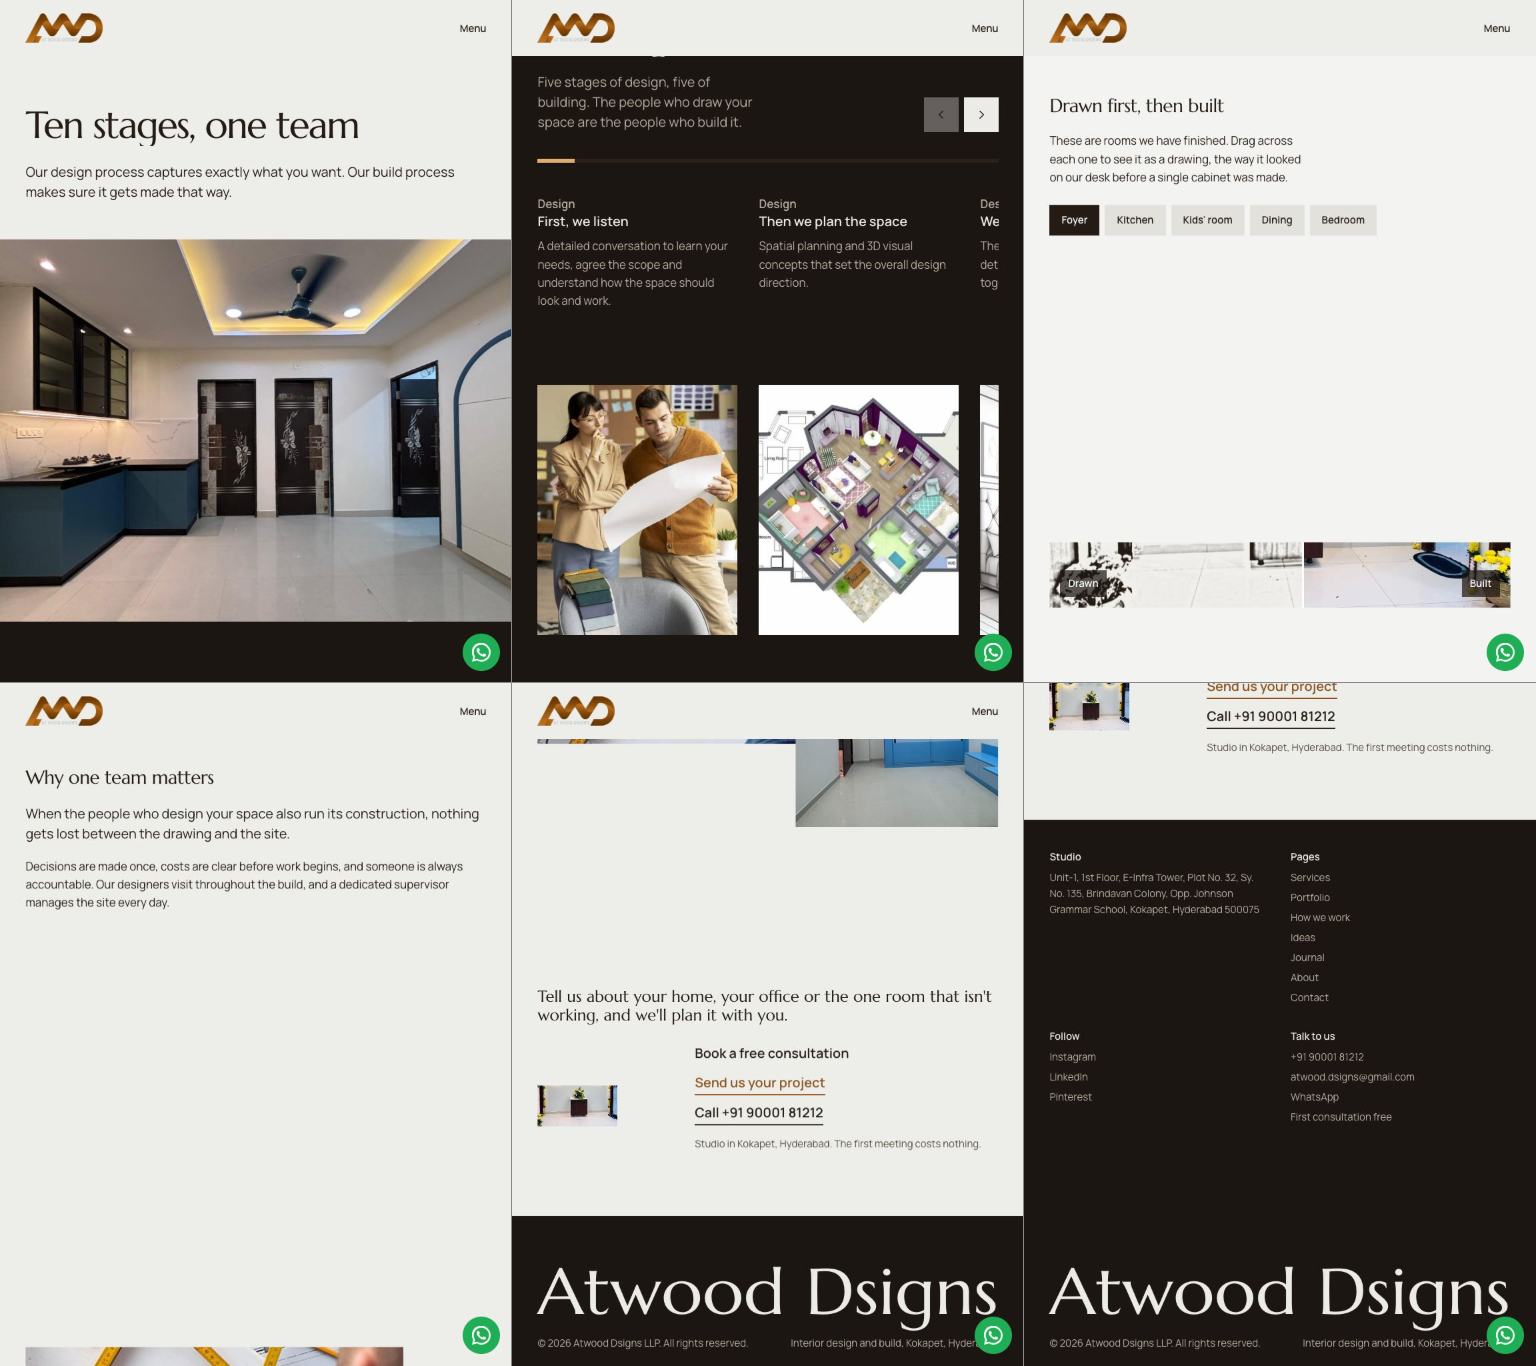 Menu
Ten stages, one team
Our design process captures exactly what you want. Our build process
makes sure it gets made that way.
Menu
Five stages of design, five of
building. The people who draw your
space are the people who build it.
Design
First, we listen
A detailed conversation to learn your
needs, agree the scope and
understand how the space should
look and work.
Design
Then we plan the space
Spatial planning and 3D visual
concepts that set the overall design
direction.
Des
We
The
det
tog
Menu
Drawn first, then built
These are rooms we have finished. Drag across
each one to see it as a drawing, the way it looked
on our desk before a single cabinet was made.
Foyer
Kitchen
Kids' room
Dining
Bedroom
Drawn
Built
Menu
Why one team matters
When the people who design your space also run its construction, nothing
gets lost between the drawing and the site.
Decisions are made once, costs are clear before work begins, and someone is always
accountable. Our designers visit throughout the build, and a dedicated supervisor
manages the site every day.
Menu
Tell us about your home, your office or the one room that isn't
working, and we'll plan it with you.
Book a free consultation
Send us your project
Call +91 90001 81212
Studio in Kokapet, Hyderabad. The first meeting costs nothing.
Atwood Dsigns
© 2026 Atwood Dsigns LLP. All rights reserved.
Interior design and build, Kokapet, Hydera
Send us your project
Call +91 90001 81212
Studio in Kokapet, Hyderabad. The first meeting costs nothing.
Studio
Unit-1, 1st Floor, E-Infra Tower, Plot No. 32, Sy.
No. 135, Brindavan Colony, Opp. Johnson
Grammar School, Kokapet, Hyderabad 500075
Pages
Services
Portfolio
How we work
Ideas
Journal
About
Contact
Follow
Instagram
LinkedIn
Pinterest
Talk to us
+91 90001 81212
atwood.dsigns@gmail.com
WhatsApp
First consultation free
Atwood Dsigns
© 2026 Atwood Dsigns LLP. All rights reserved.
Interior design and build, Kokapet, Hyder